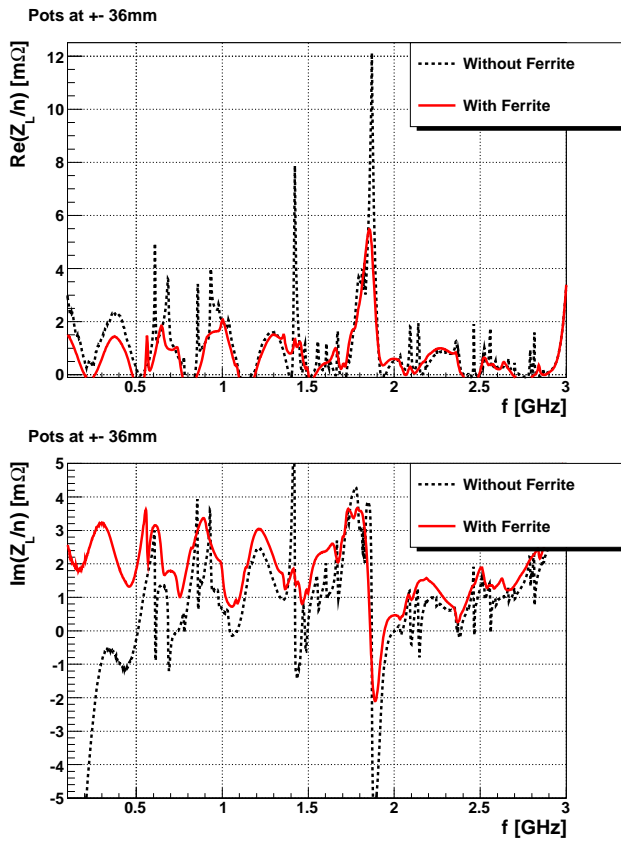 Pots at +- 36mm
Re(Z_L/n) [mΩ]
Without Ferrite
With Ferrite
12
10
8
6
4
2
0
0.5 1 1.5 2 2.5 3
f [GHz]
Pots at +- 36mm
Im(Z_L/n) [mΩ]
Without Ferrite
With Ferrite
5
4
3
2
1
0
-1
-2
-3
-4
-5
0.5 1 1.5 2 2.5 3
f [GHz]